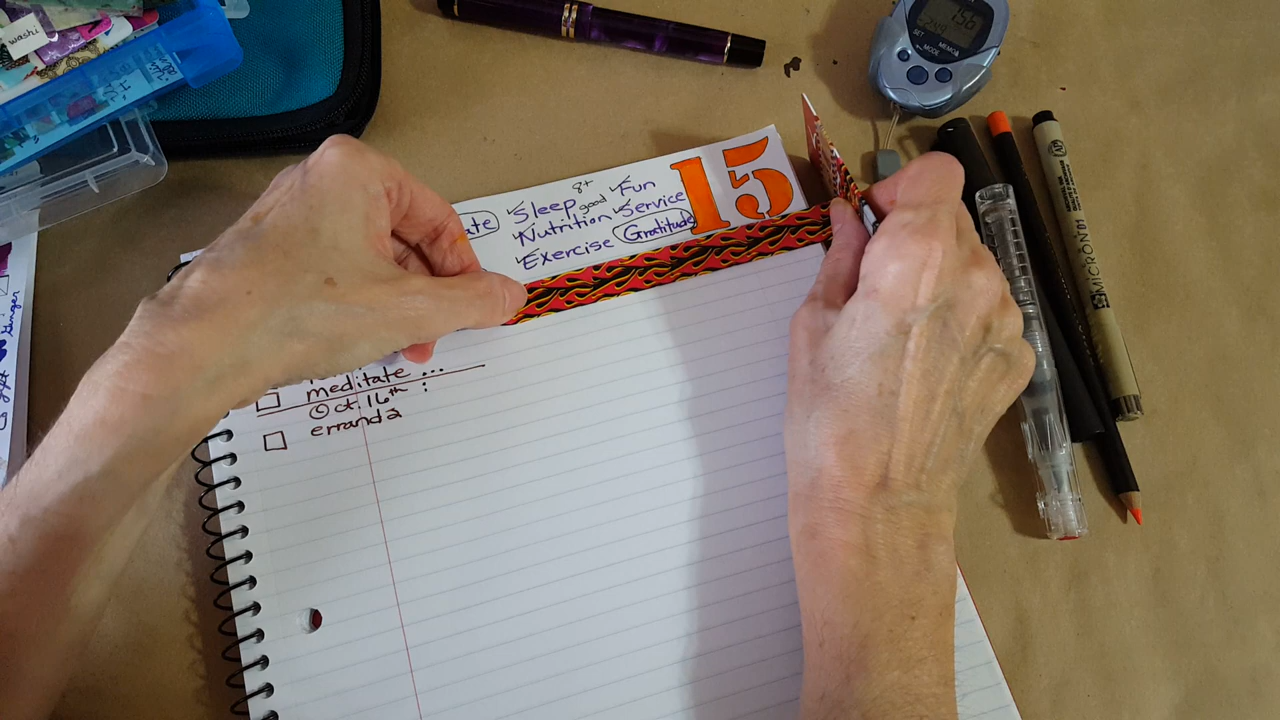 washi
SET
MEMO
MODE
8+
✓Sleep ✓Fun
good
✓Nutrition ✓Service
✓Exercise Gratitude
15
meditate ...
Oct 16th :
errands
MICRON 01
Ginger